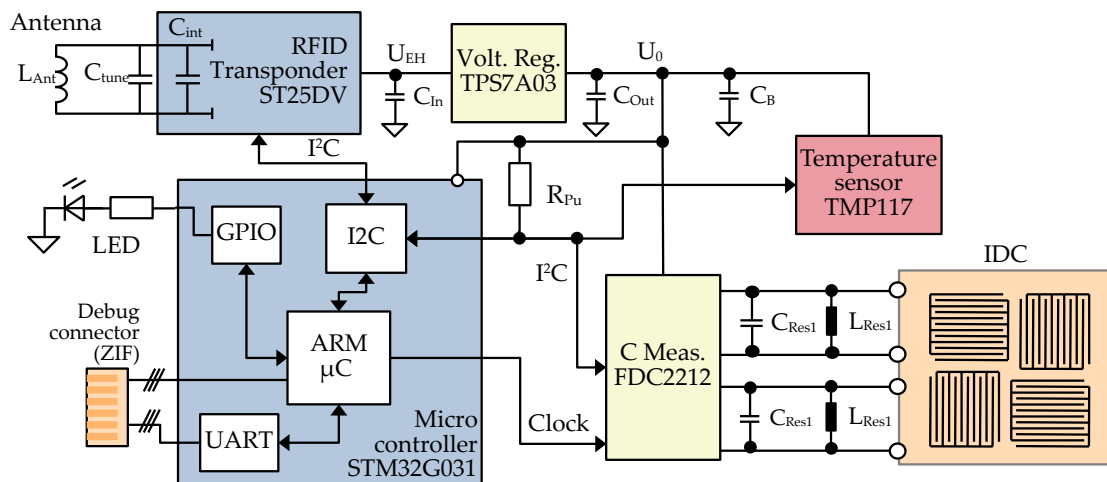 Antenna
L_Ant
C_tune
C_int
RFID
Transponder
ST25DV
U_EH
C_In
Volt. Reg.
TPS7A03
C_Out
U_0
C_B
Temperature
sensor
TMP117
I²C
R_Pu
LED
GPIO
I2C
I²C
IDC
Debug
connector
(ZIF)
ARM
µC
UART
Micro
controller
STM32G031
Clock
C Meas.
FDC2212
C_Res1
L_Res1
C_Res1
L_Res1